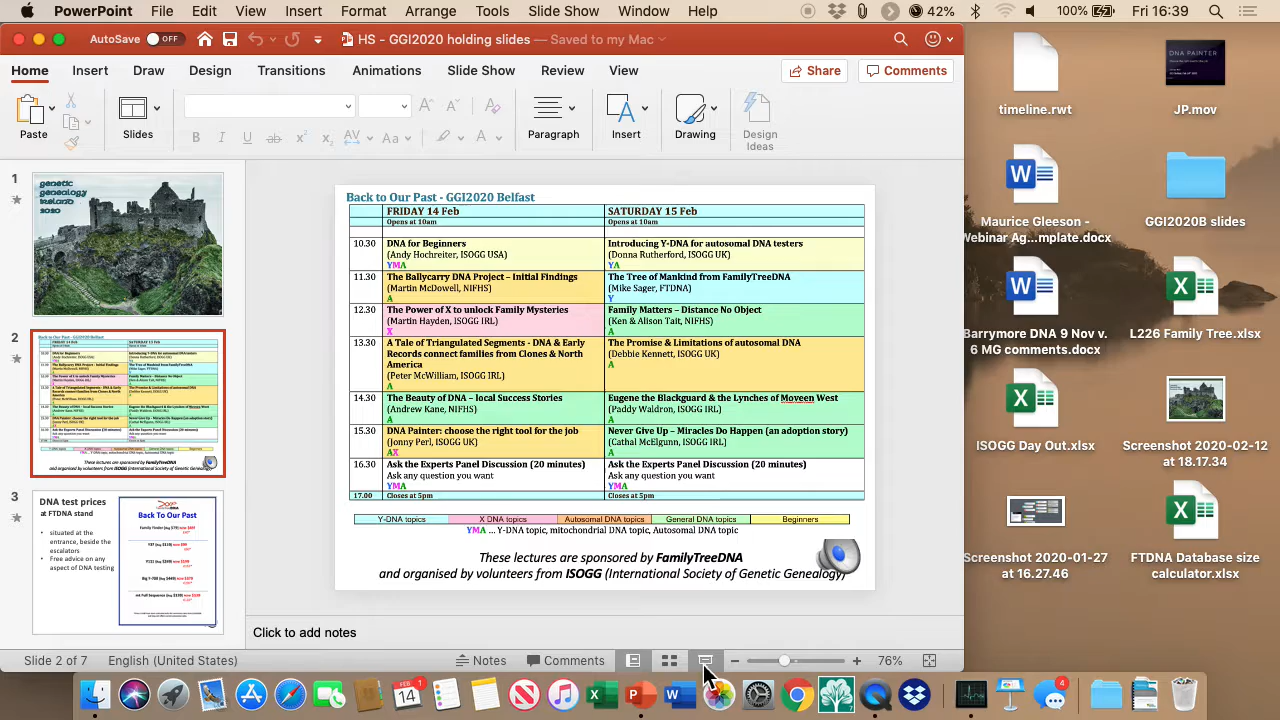 PowerPoint File Edit View Insert Format Arrange Tools Slide Show Window Help 42% 100% Fri 16:39
AutoSave OFF HS - GGI2020 holding slides — Saved to my Mac
Home Insert Draw Design Transitions Animations Slide Show Review View Share Comments
Paste Slides Paragraph Insert Drawing Design Ideas
B I U ab x² x₂ AV Aa A
1
genetic
genealogy
ireland
2020
2
3
DNA test prices
at FTDNA stand
• situated at the entrance, beside the escalators
• Free advice on any aspect of DNA testing
Back To Our Past
Back to Our Past - GGI2020 Belfast
FRIDAY 14 Feb SATURDAY 15 Feb
Opens at 10am Opens at 10am
10.30 DNA for Beginners Introducing Y-DNA for autosomal DNA testers
(Andy Hochreiter, ISOGG USA) (Donna Rutherford, ISOGG UK)
YMA YA
11.30 The Ballycarry DNA Project – Initial Findings The Tree of Mankind from FamilyTreeDNA
(Martin McDowell, NIFHS) (Mike Sager, FTDNA)
A Y
12.30 The Power of X to unlock Family Mysteries Family Matters – Distance No Object
(Martin Hayden, ISOGG IRL) (Ken & Alison Tait, NIFHS)
X A
13.30 A Tale of Triangulated Segments - DNA & Early The Promise & Limitations of autosomal DNA
Records connect families from Clones & North (Debbie Kennett, ISOGG UK)
America A
(Peter McWilliam, ISOGG IRL)
A
14.30 The Beauty of DNA – local Success Stories Eugene the Blackguard & the Lynches of Moveen West
(Andrew Kane, NIFHS) (Paddy Waldron, ISOGG IRL)
A A
15.30 DNA Painter: choose the right tool for the job Never Give Up – Miracles Do Happen (an adoption story)
(Jonny Perl, ISOGG UK) (Cathal McElgunn, ISOGG IRL)
AX A
16.30 Ask the Experts Panel Discussion (20 minutes) Ask the Experts Panel Discussion (20 minutes)
Ask any question you want Ask any question you want
YMA YMA
17.00 Closes at 5pm Closes at 5pm
Y-DNA topics X DNA topics Autosomal DNA topics General DNA topics Beginners
YMA .. Y-DNA topic, mitochondrial DNA topic, Autosomal DNA topic
These lectures are sponsored by FamilyTreeDNA
and organised by volunteers from ISOGG (International Society of Genetic Genealogy)
Click to add notes
Slide 2 of 7 English (United States) Notes Comments 76%
timeline.rwt
JP.mov
Maurice Gleeson -
Webinar Ag...mplate.docx
GGI2020B slides
Barrymore DNA 9 Nov v.
6 MG comments.docx
L226 Family Tree.xlsx
ISOGG Day Out.xlsx
Screenshot 2020-02-12
at 18.17.34
Screenshot 2020-01-27
at 16.27.46
FTDNA Database size
calculator.xlsx
DNA PAINTER
14
1
4